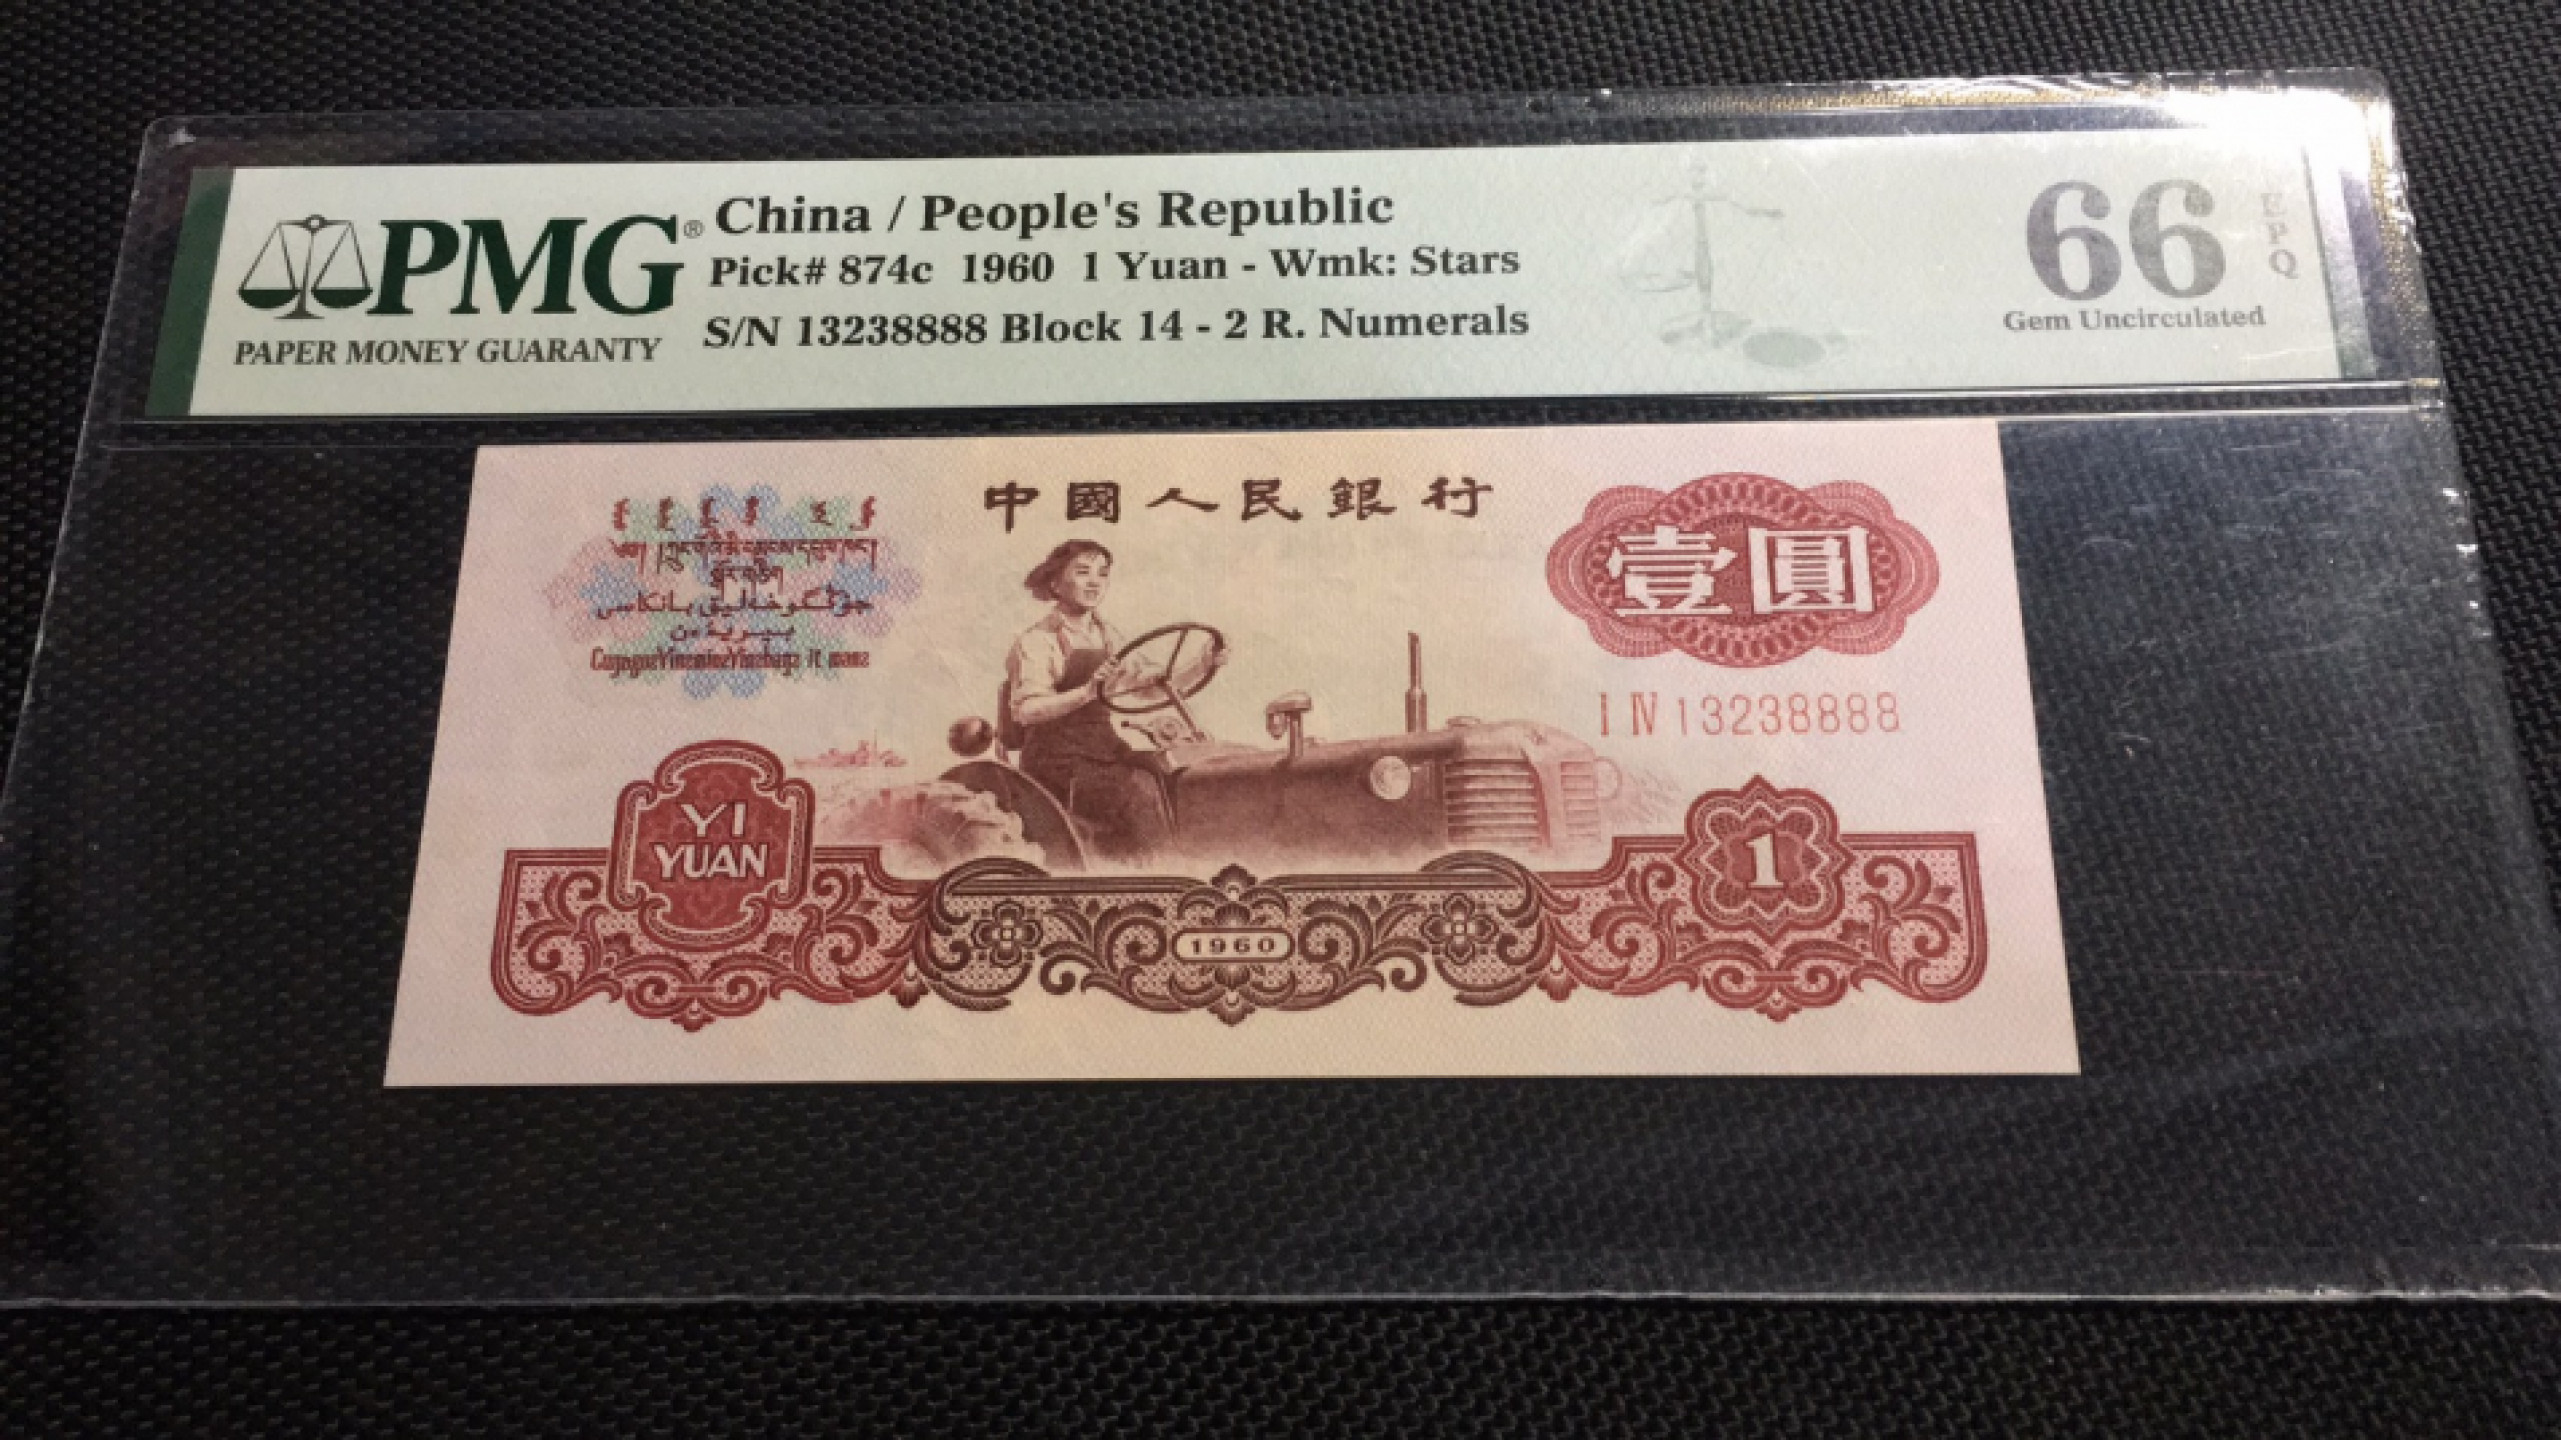 PMG®
PAPER MONEY GUARANTY
China / People's Republic
Pick# 874c 1960 1 Yuan - Wmk: Stars
S/N 13238888 Block 14 - 2 R. Numerals
66 EPQ
Gem Uncirculated
中國人民銀行
壹圓
I IV 13238888
YI
YUAN
1
1960